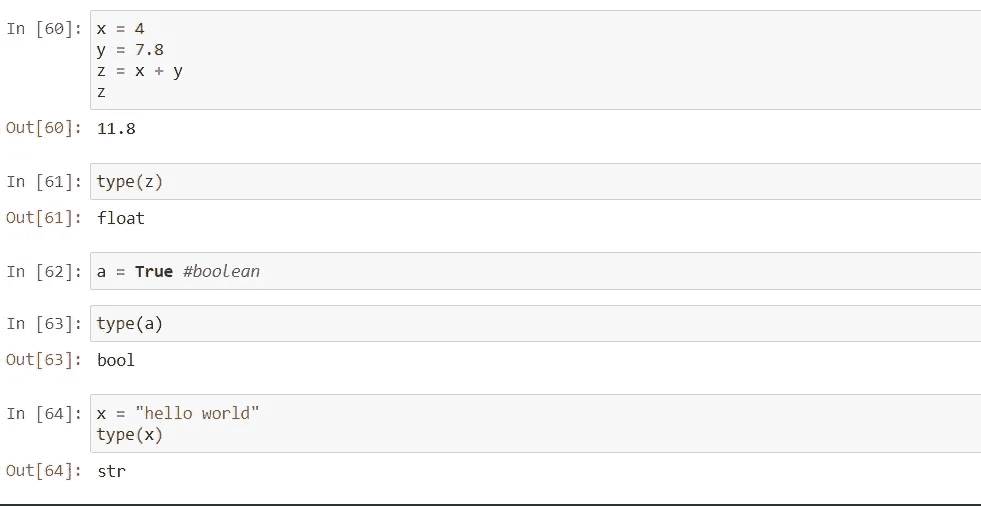 In [60]: x = 4
y = 7.8
z = x + y
z
Out[60]: 11.8
In [61]: type(z)
Out[61]: float
In [62]: a = True #boolean
In [63]: type(a)
Out[63]: bool
In [64]: x = "hello world"
type(x)
Out[64]: str